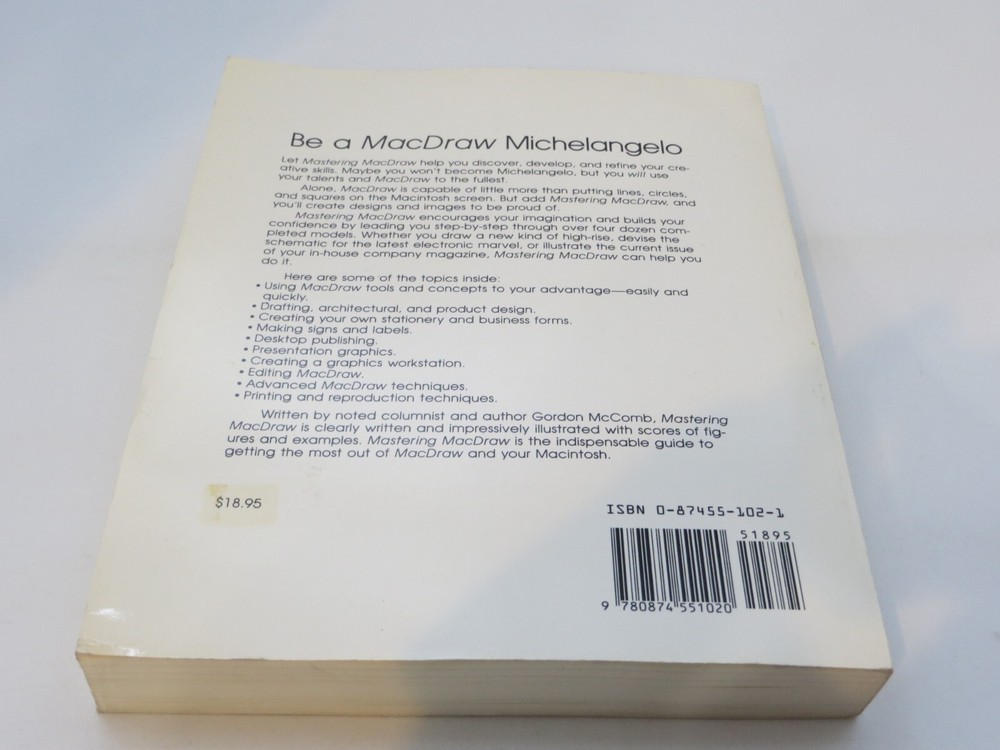 Be a MacDraw Michelangelo
Let Mastering MacDraw help you discover, develop, and refine your cre-
ative skills. Maybe you won't become Michelangelo, but you will use
your talents and MacDraw to the fullest.
Alone, MacDraw is capable of little more than putting lines, circles,
and squares on the Macintosh screen. But add Mastering MacDraw, and
you'll create designs and images to be proud of.
Mastering MacDraw encourages your imagination and builds your
confidence by leading you step-by-step through over four dozen com-
pleted models. Whether you draw a new kind of high-rise, devise the
schematic for the latest electronic marvel, or illustrate the current issue
of your in-house company magazine, Mastering MacDraw can help you
do it.
Here are some of the topics inside:
• Using MacDraw tools and concepts to your advantage—easily and
quickly.
• Drafting, architectural, and product design.
• Creating your own stationery and business forms.
• Making signs and labels.
• Desktop publishing.
• Presentation graphics.
• Creating a graphics workstation.
• Editing MacDraw.
• Advanced MacDraw techniques.
• Printing and reproduction techniques.
Written by noted columnist and author Gordon McComb, Mastering
MacDraw is clearly written and impressively illustrated with scores of fig-
ures and examples. Mastering MacDraw is the indispensable guide to
getting the most out of MacDraw and your Macintosh.
$18.95
ISBN 0-87455-102-1
51895
9 780874 551020